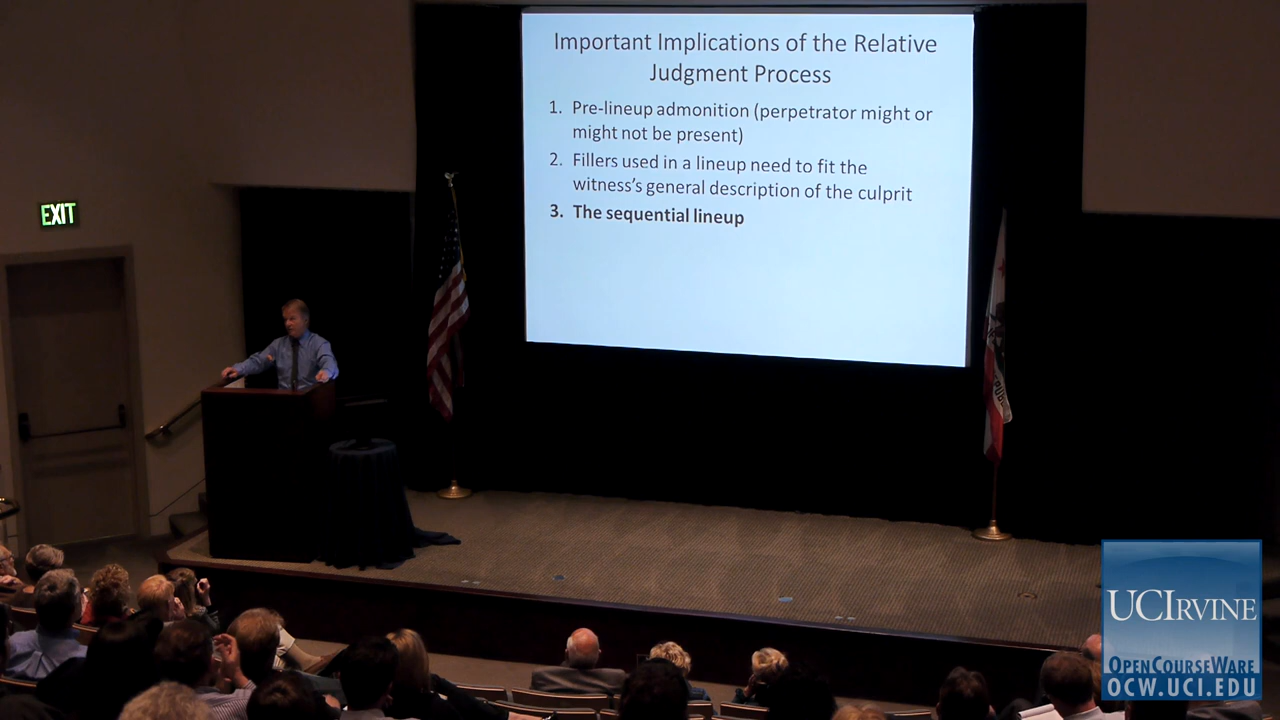 Important Implications of the Relative
Judgment Process
1. Pre-lineup admonition (perpetrator might or
might not be present)
2. Fillers used in a lineup need to fit the
witness's general description of the culprit
3. The sequential lineup
EXIT
UCIRVINE
OPENCOURSEWARE
OCW.UCI.EDU